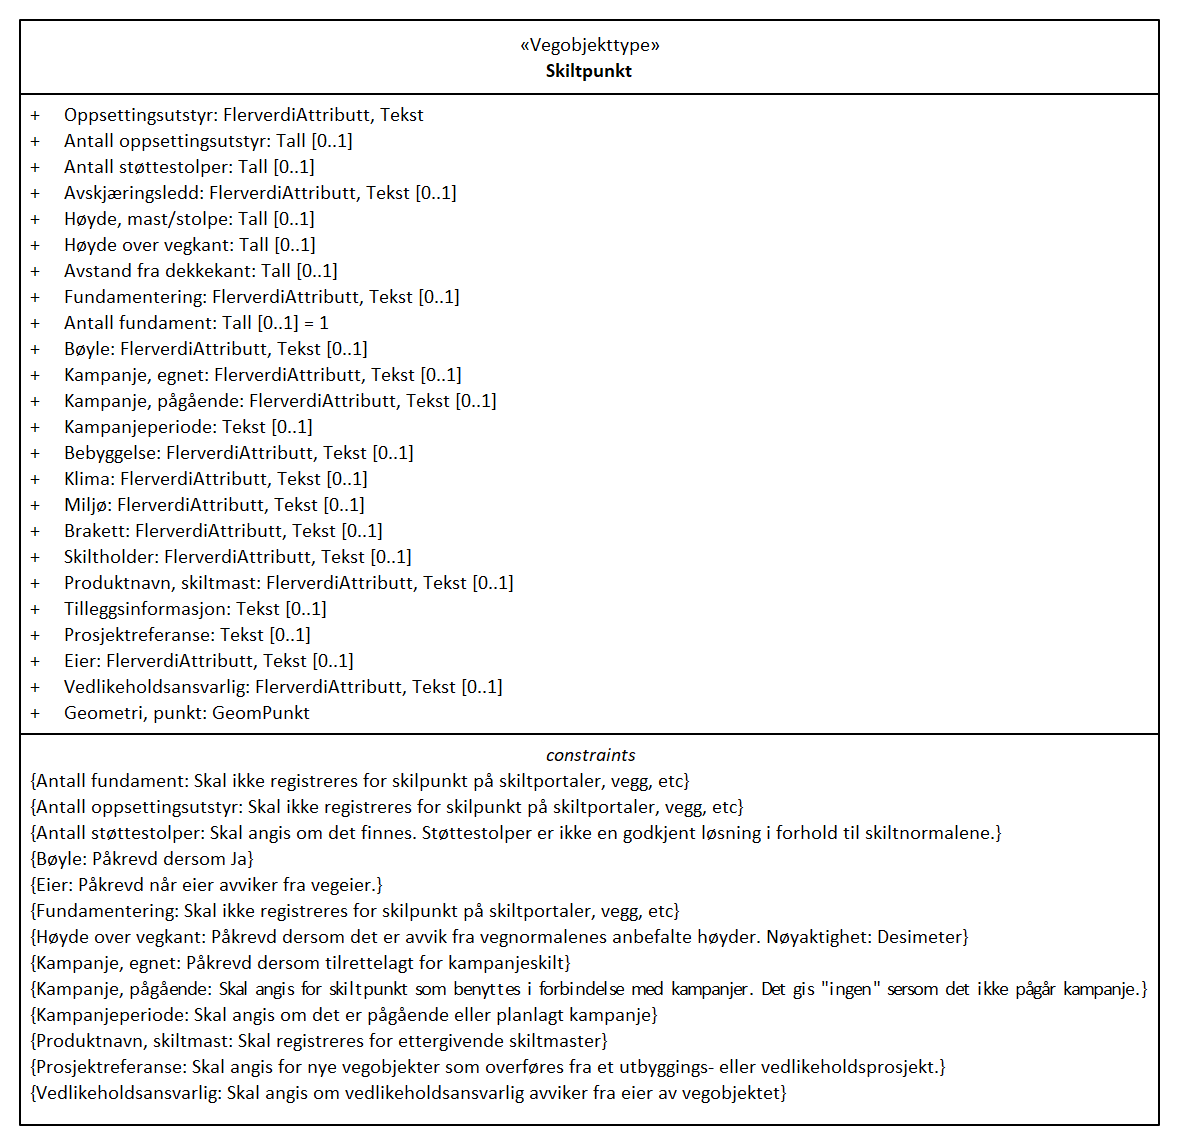 «Vegobjekttype»
Skiltpunkt
+ Oppsettingsutstyr: FlerverdiAttributt, Tekst
+ Antall oppsettingsutstyr: Tall [0..1]
+ Antall støttestolper: Tall [0..1]
+ Avskjæringsledd: FlerverdiAttributt, Tekst [0..1]
+ Høyde, mast/stolpe: Tall [0..1]
+ Høyde over vegkant: Tall [0..1]
+ Avstand fra dekkekant: Tall [0..1]
+ Fundamentering: FlerverdiAttributt, Tekst [0..1]
+ Antall fundament: Tall [0..1] = 1
+ Bøyle: FlerverdiAttributt, Tekst [0..1]
+ Kampanje, egnet: FlerverdiAttributt, Tekst [0..1]
+ Kampanje, pågående: FlerverdiAttributt, Tekst [0..1]
+ Kampanjeperiode: Tekst [0..1]
+ Bebyggelse: FlerverdiAttributt, Tekst [0..1]
+ Klima: FlerverdiAttributt, Tekst [0..1]
+ Miljø: FlerverdiAttributt, Tekst [0..1]
+ Brakett: FlerverdiAttributt, Tekst [0..1]
+ Skiltholder: FlerverdiAttributt, Tekst [0..1]
+ Produktnavn, skiltmast: FlerverdiAttributt, Tekst [0..1]
+ Tilleggsinformasjon: Tekst [0..1]
+ Prosjektreferanse: Tekst [0..1]
+ Eier: FlerverdiAttributt, Tekst [0..1]
+ Vedlikeholdsansvarlig: FlerverdiAttributt, Tekst [0..1]
+ Geometri, punkt: GeomPunkt
constraints
{Antall fundament: Skal ikke registreres for skilpunkt på skiltportaler, vegg, etc}
{Antall oppsettingsutstyr: Skal ikke registreres for skilpunkt på skiltportaler, vegg, etc}
{Antall støttestolper: Skal angis om det finnes. Støttestolper er ikke en godkjent løsning i forhold til skiltnormalene.}
{Bøyle: Påkrevd dersom Ja}
{Eier: Påkrevd når eier avviker fra vegeier.}
{Fundamentering: Skal ikke registreres for skilpunkt på skiltportaler, vegg, etc}
{Høyde over vegkant: Påkrevd dersom det er avvik fra vegnormalenes anbefalte høyder. Nøyaktighet: Desimeter}
{Kampanje, egnet: Påkrevd dersom tilrettelagt for kampanjeskilt}
{Kampanje, pågående: Skal angis for skiltpunkt som benyttes i forbindelse med kampanjer. Det gis "ingen" sersom det ikke pågår kampanje.}
{Kampanjeperiode: Skal angis om det er pågående eller planlagt kampanje}
{Produktnavn, skiltmast: Skal registreres for ettergivende skiltmaster}
{Prosjektreferanse: Skal angis for nye vegobjekter som overføres fra et utbyggings- eller vedlikeholdsprosjekt.}
{Vedlikeholdsansvarlig: Skal angis om vedlikeholdsansvarlig avviker fra eier av vegobjektet}